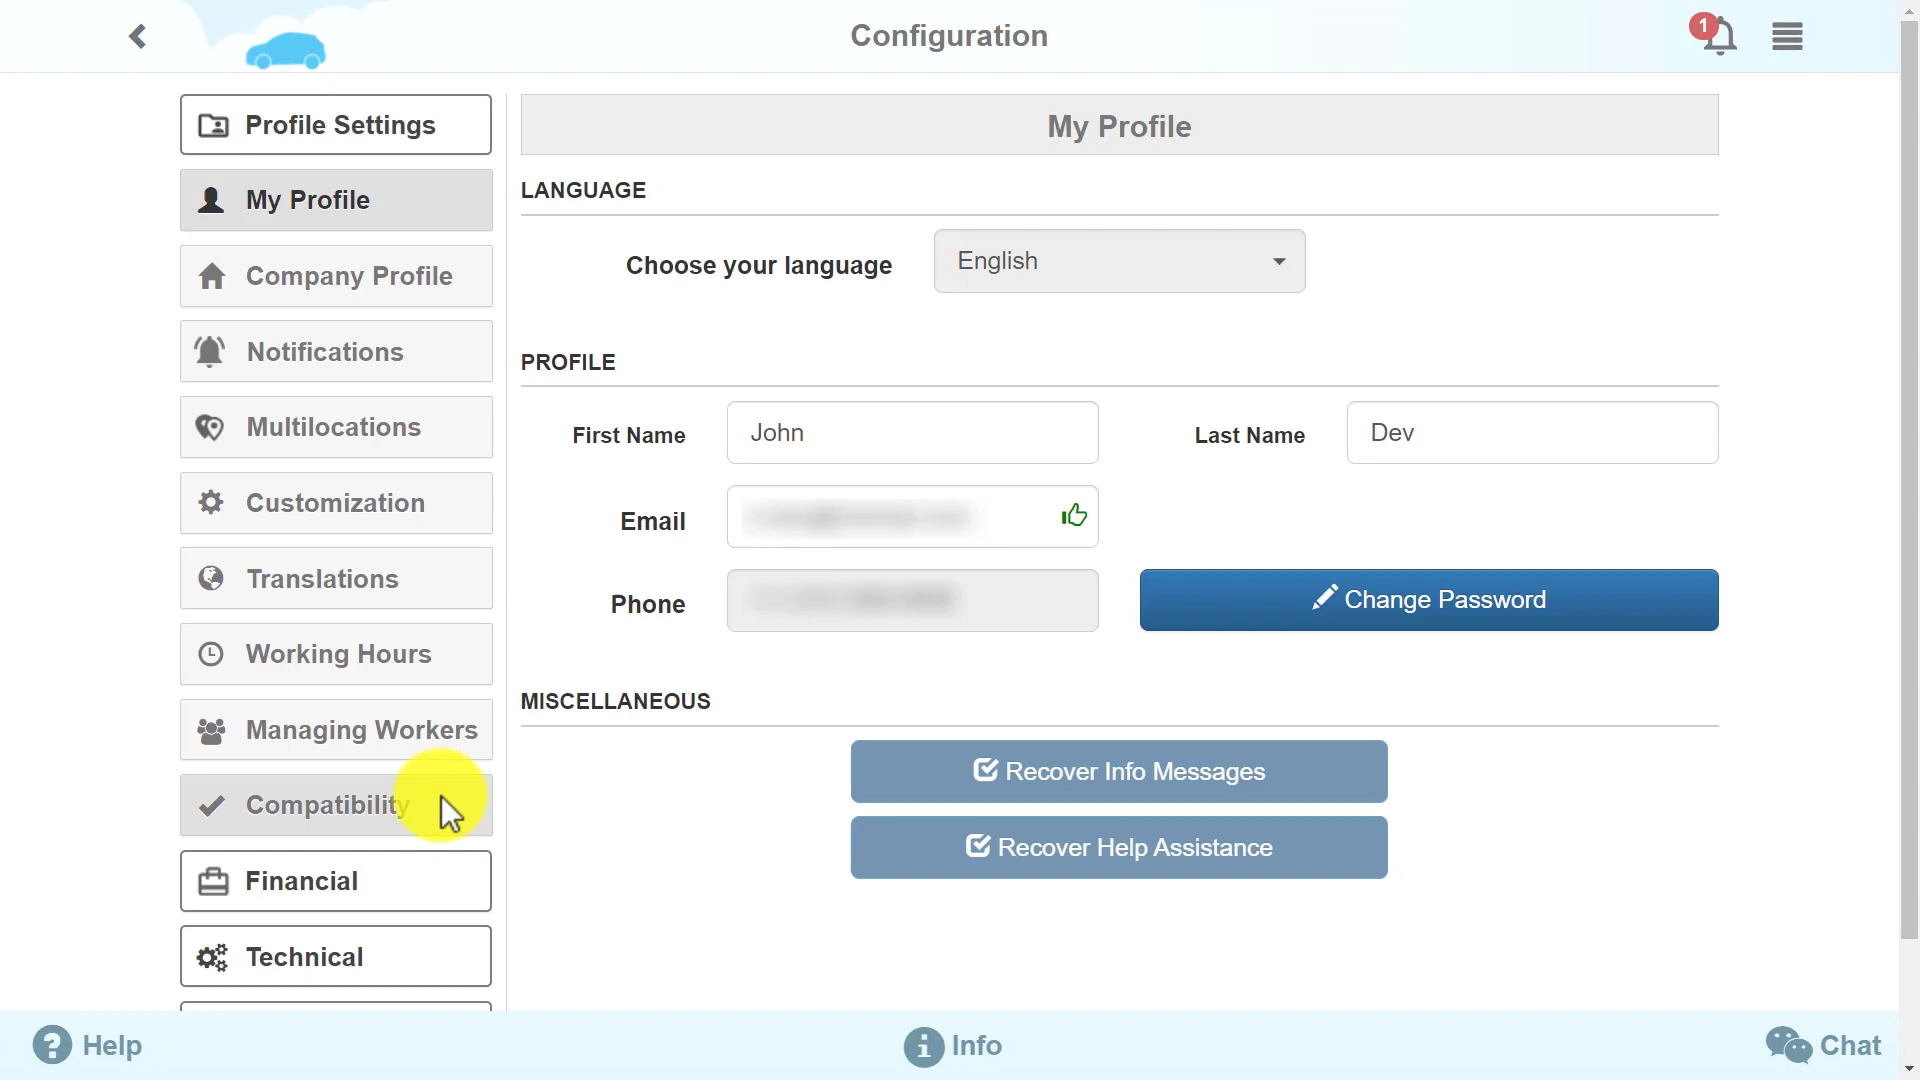 Configuration
1
Profile Settings
My Profile
Company Profile
Notifications
Multilocations
Customization
Translations
Working Hours
Managing Workers
Compatibility
Financial
Technical
My Profile
LANGUAGE
Choose your language English
PROFILE
First Name John Last Name Dev
Email
Phone Change Password
MISCELLANEOUS
Recover Info Messages
Recover Help Assistance
Help Info Chat